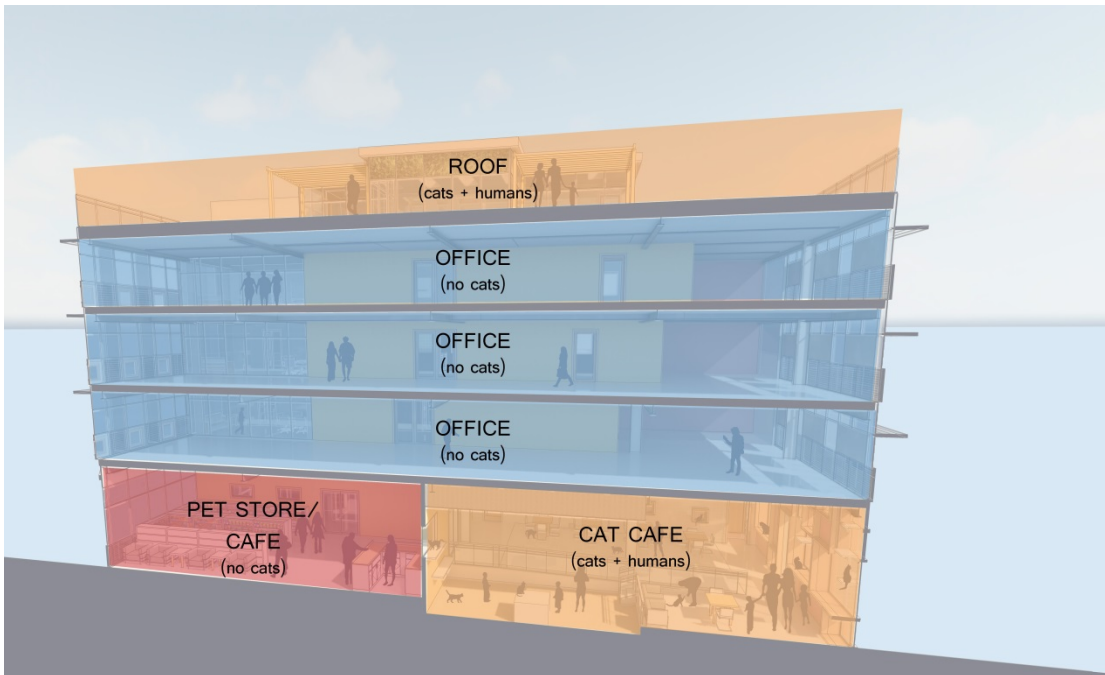 ROOF
(cats + humans)
OFFICE
(no cats)
OFFICE
(no cats)
OFFICE
(no cats)
PET STORE/
CAFE
(no cats)
CAT CAFE
(cats + humans)